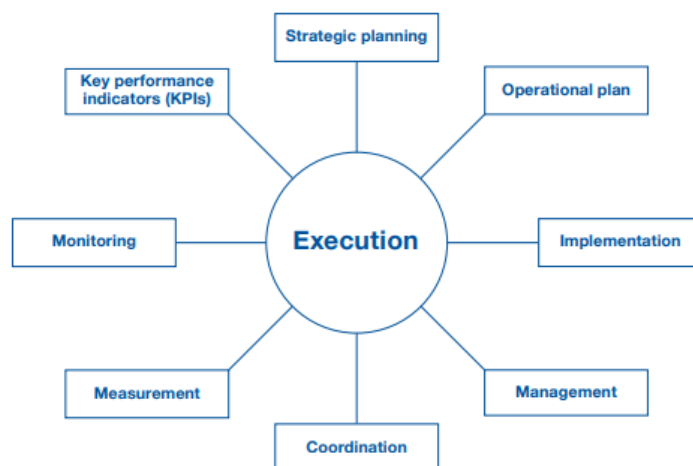 Strategic planning
Key performance
indicators (KPIs)
Operational plan
Monitoring
Execution
Implementation
Measurement
Management
Coordination